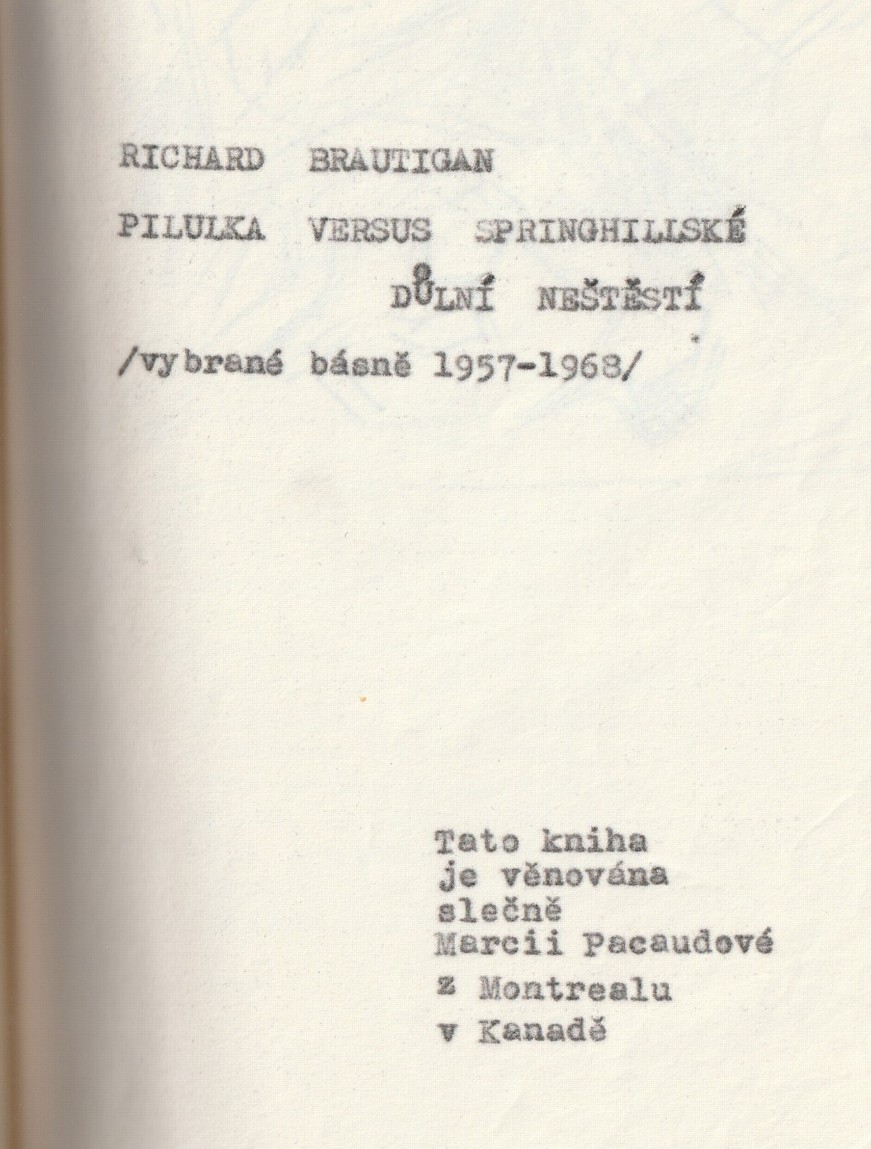 RICHARD BRAUTIGAN
PILULKA VERSUS SPRINGHILLSKÉ
DŮLNÍ NEŠTĚSTÍ
/vybrané básně 1957-1968/
Tato kniha
je věnována
slečně
Marcii Pacaudové
z Montrealu
v Kanadě